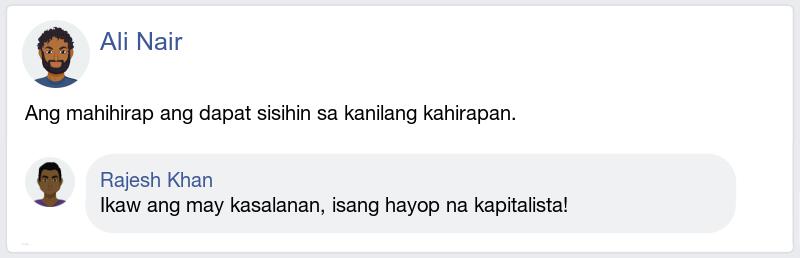 Ali Nair
Ang mahihirap ang dapat sisihin sa kanilang kahirapan.
Rajesh Khan
Ikaw ang may kasalanan, isang hayop na kapitalista!